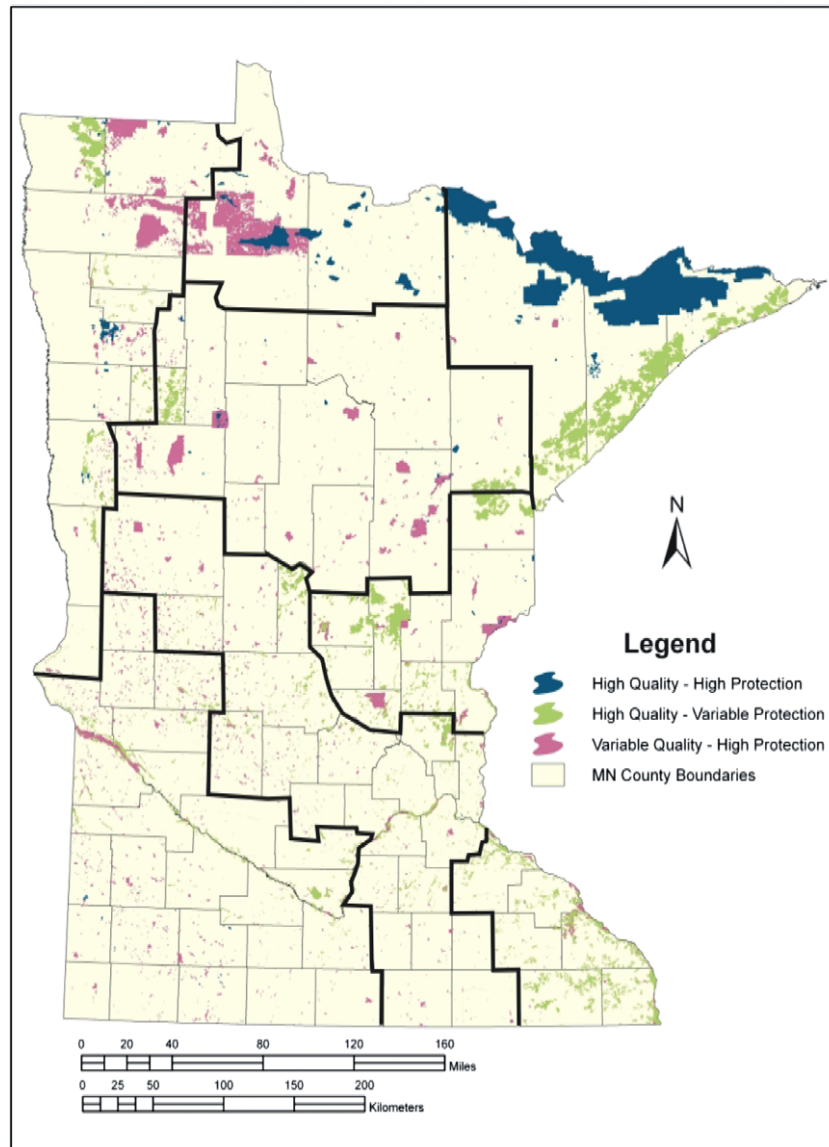 N
Legend
High Quality - High Protection
High Quality - Variable Protection
Variable Quality - High Protection
MN County Boundaries
0 20 40 80 120 160
Miles
0 25 50 100 150 200
Kilometers